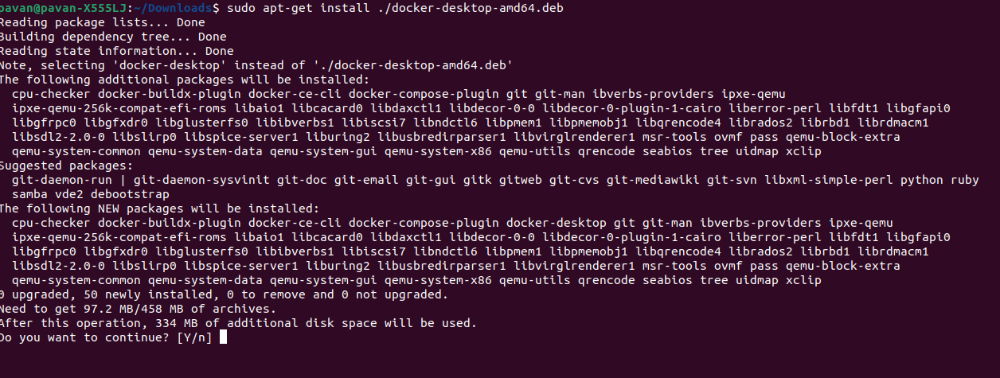 pavan@pavan-X555LJ:~/Downloads$ sudo apt-get install ./docker-desktop-amd64.deb
Reading package lists... Done
Building dependency tree... Done
Reading state information... Done
Note, selecting 'docker-desktop' instead of './docker-desktop-amd64.deb'
The following additional packages will be installed:
  cpu-checker docker-buildx-plugin docker-ce-cli docker-compose-plugin git git-man ibverbs-providers ipxe-qemu
  ipxe-qemu-256k-compat-efi-roms libaio1 libcacard0 libdaxctl1 libdecor-0-0 libdecor-0-plugin-1-cairo liberror-perl libfdt1 libgfapi0
  libgfrpc0 libgfxdr0 libglusterfs0 libibverbs1 libiscsi7 libndctl6 libpmem1 libpmemobj1 libqrencode4 librados2 librbd1 librdmacm1
  libsdl2-2.0-0 libslirp0 libspice-server1 liburing2 libusbredirparser1 libvirglrenderer1 msr-tools ovmf pass qemu-block-extra
  qemu-system-common qemu-system-data qemu-system-gui qemu-system-x86 qemu-utils qrencode seabios tree uidmap xclip
Suggested packages:
  git-daemon-run | git-daemon-sysvinit git-doc git-email git-gui gitk gitweb git-cvs git-mediawiki git-svn libxml-simple-perl python ruby
  samba vde2 debootstrap
The following NEW packages will be installed:
  cpu-checker docker-buildx-plugin docker-ce-cli docker-compose-plugin docker-desktop git git-man ibverbs-providers ipxe-qemu
  ipxe-qemu-256k-compat-efi-roms libaio1 libcacard0 libdaxctl1 libdecor-0-0 libdecor-0-plugin-1-cairo liberror-perl libfdt1 libgfapi0
  libgfrpc0 libgfxdr0 libglusterfs0 libibverbs1 libiscsi7 libndctl6 libpmem1 libpmemobj1 libqrencode4 librados2 librbd1 librdmacm1
  libsdl2-2.0-0 libslirp0 libspice-server1 liburing2 libusbredirparser1 libvirglrenderer1 msr-tools ovmf pass qemu-block-extra
  qemu-system-common qemu-system-data qemu-system-gui qemu-system-x86 qemu-utils qrencode seabios tree uidmap xclip
0 upgraded, 50 newly installed, 0 to remove and 0 not upgraded.
Need to get 97.2 MB/458 MB of archives.
After this operation, 334 MB of additional disk space will be used.
Do you want to continue? [Y/n]